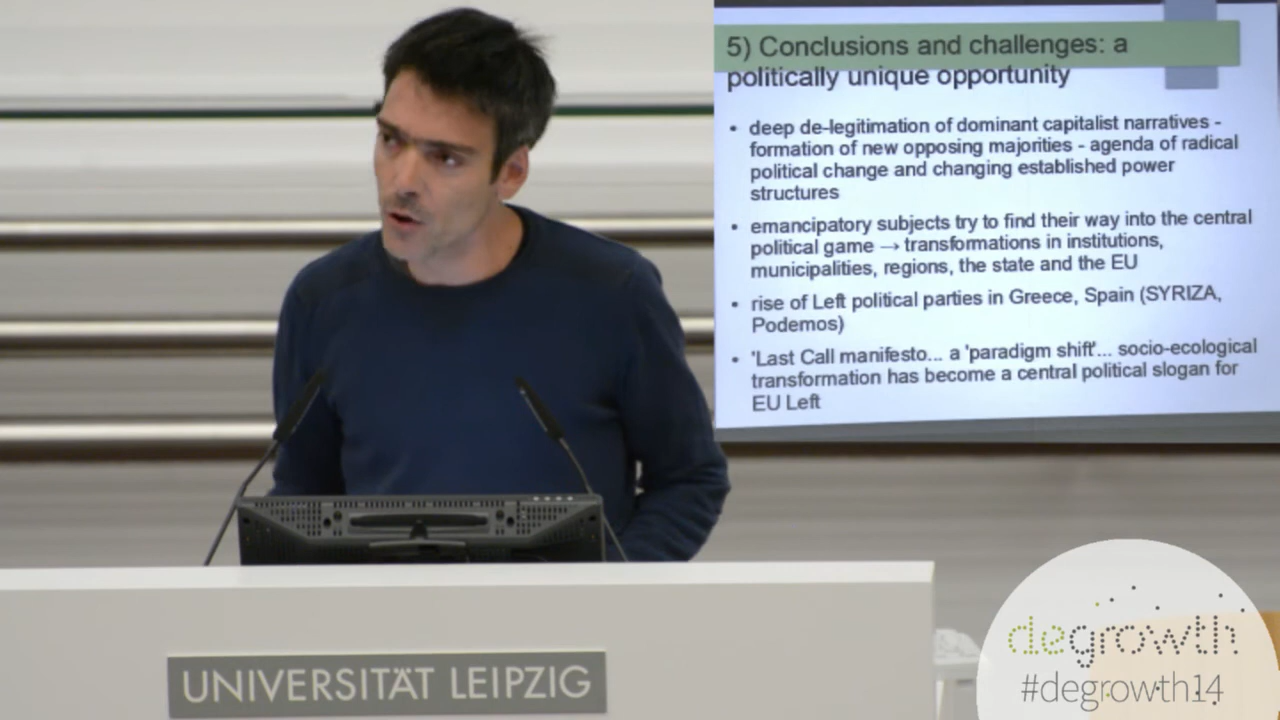 5) Conclusions and challenges: a
politically unique opportunity
• deep de-legitimation of dominant capitalist narratives -
formation of new opposing majorities - agenda of radical
political change and changing established power
structures
• emancipatory subjects try to find their way into the central
political game → transformations in institutions,
municipalities, regions, the state and the EU
• rise of Left political parties in Greece, Spain (SYRIZA,
Podemos)
• 'Last Call manifesto... a 'paradigm shift'... socio-ecological
transformation has become a central political slogan for
EU Left
UNIVERSITÄT LEIPZIG
degrowth
#degrowth14